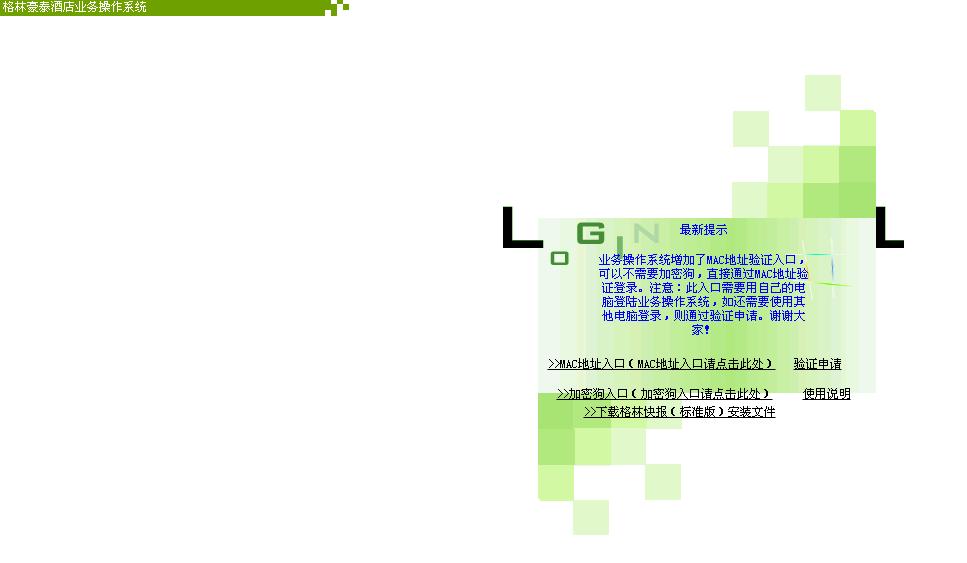 格林豪泰酒店业务操作系统
LOGIN
最新提示
业务操作系统增加了MAC地址验证入口，
可以不需要加密狗，直接通过MAC地址验
证登录。注意：此入口需要用自己的电
脑登陆业务操作系统，如还需要使用其
他电脑登录，则通过验证申请。谢谢大
家！
>>MAC地址入口（MAC地址入口请点击此处） 验证申请
>>加密狗入口（加密狗入口请点击此处） 使用说明
>>下载格林快报（标准版）安装文件